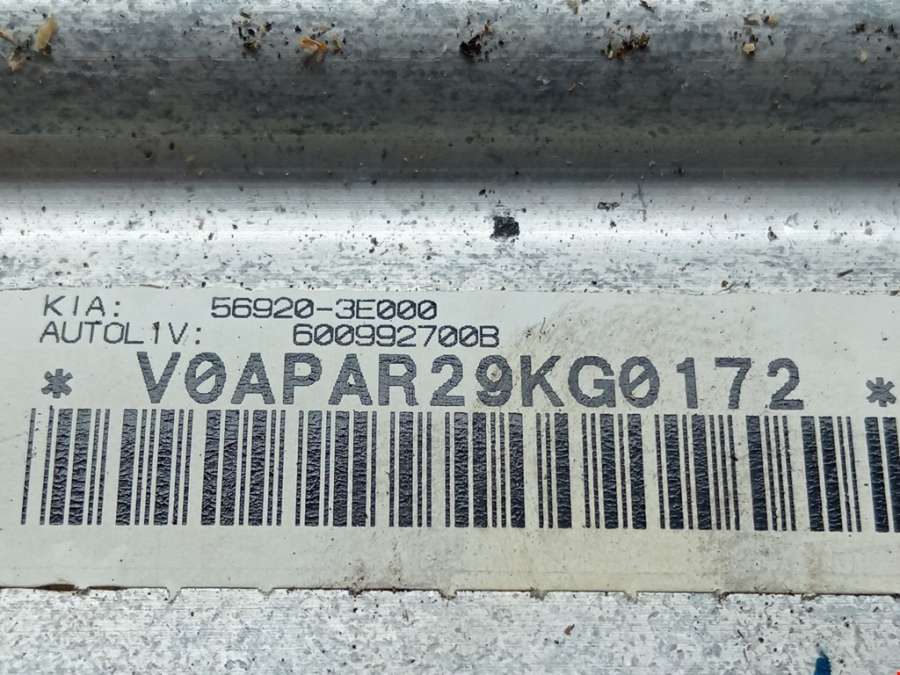 KIA: 56920-3E000
AUTOLIV: 600992700B
* V0APAR29KG0172 *